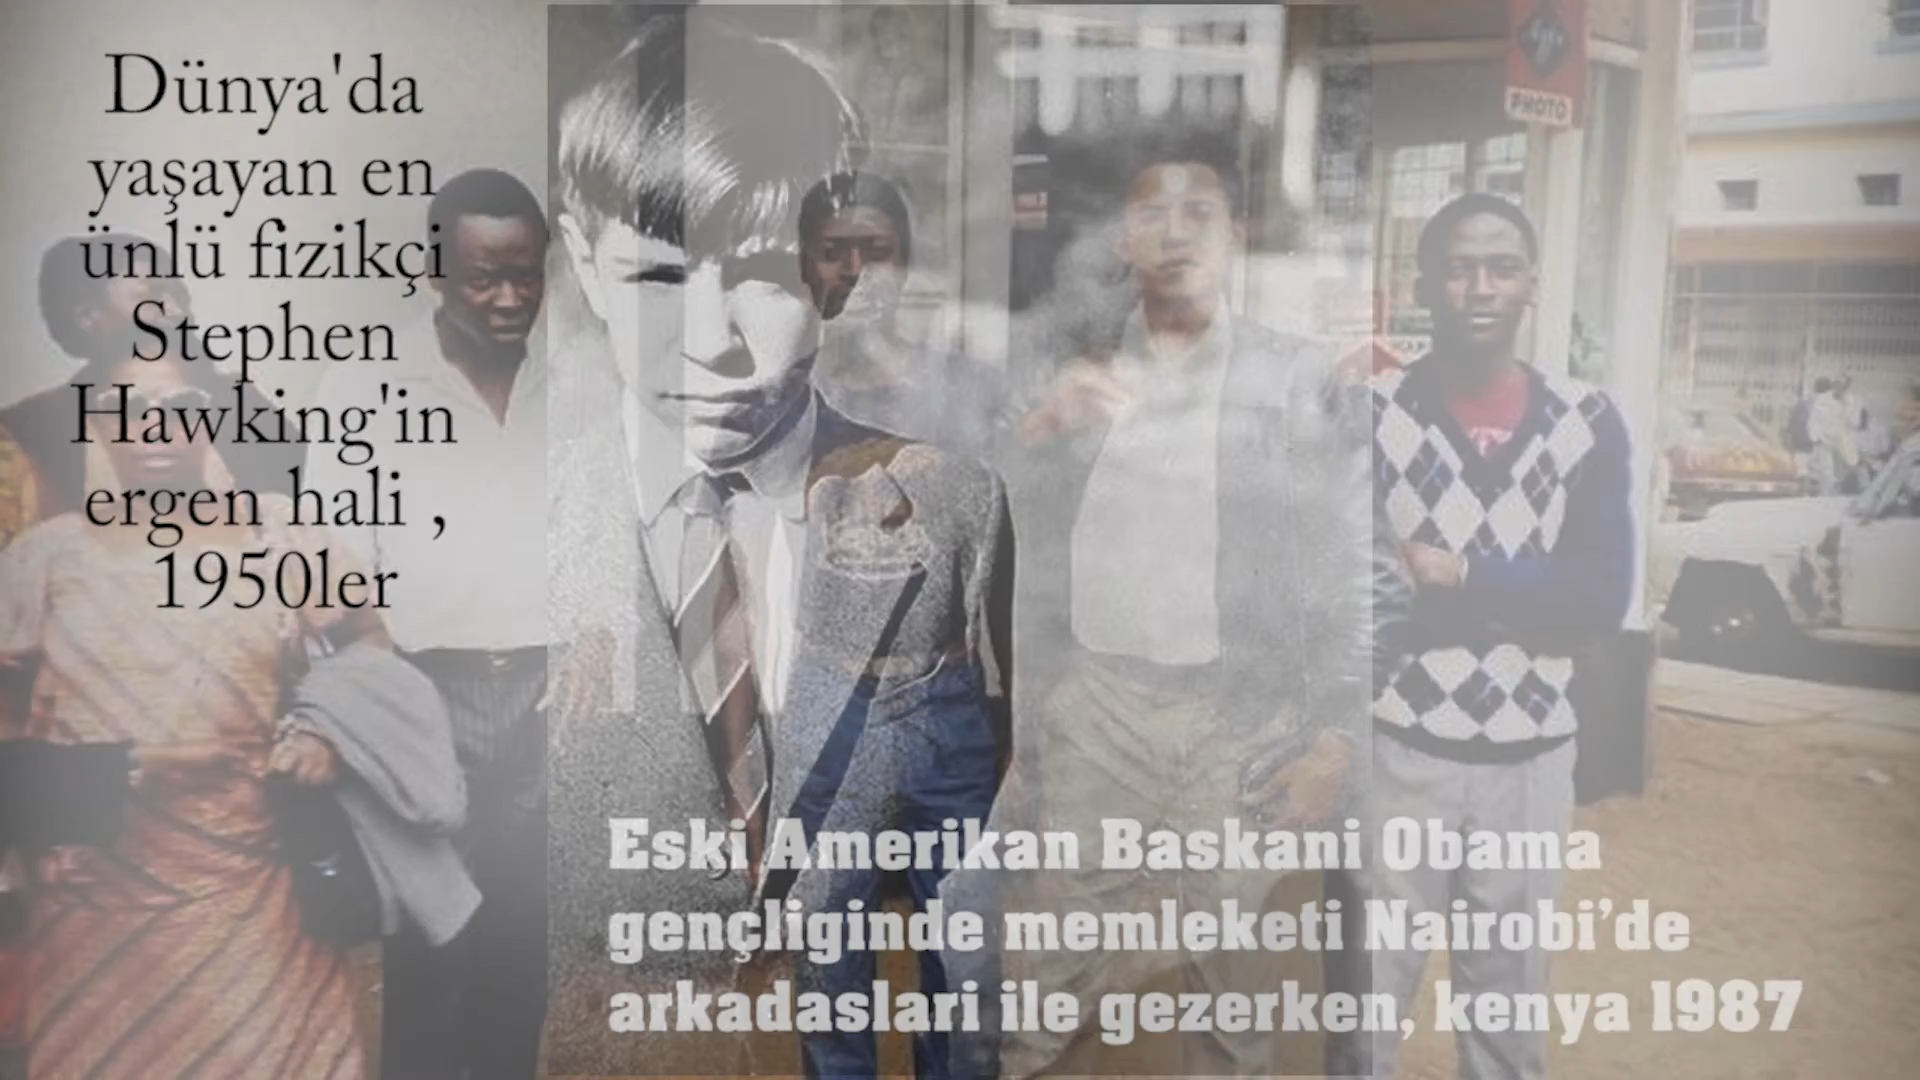 Dünya'da
yaşayan en
ünlü fizikçi
Stephen
Hawking'in
ergen hali ,
1950ler
PHOTO
Eski Amerikan Baskani Obama
gençliginde memleketi Nairobi’de
arkadaslari ile gezerken, kenya 1987